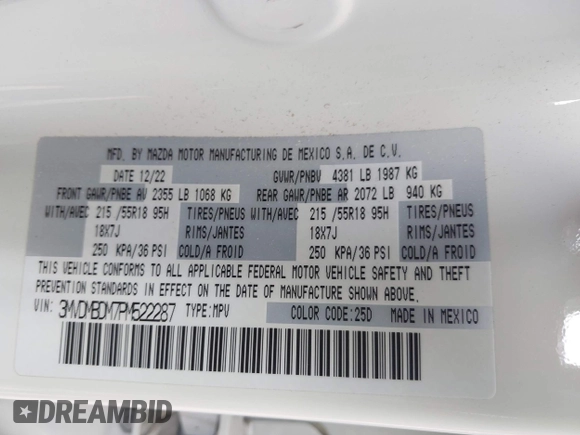 MFD. BY MAZDA MOTOR MANUFACTURING DE MEXICO S.A. DE C.V.
DATE 12/22 GVWR/PNBV 4381 LB 1987 KG
FRONT GAWR/PNBE AV 2355 LB 1068 KG REAR GAWR/PNBE AR 2072 LB 940 KG
WITH/AVEC 215 /55R18 95H TIRES/PNEUS WITH/AVEC 215 /55R18 95H TIRES/PNEUS
18X7J RIMS/JANTES 18X7J RIMS/JANTES
250 KPA/36 PSI COLD/A FROID 250 KPA/36 PSI COLD/A FROID
THIS VEHICLE CONFORMS TO ALL APPLICABLE FEDERAL MOTOR VEHICLE SAFETY AND THEFT
PREVENTION STANDARDS IN EFFECT ON THE DATE OF MANUFACTURE SHOWN ABOVE.
VIN: 3MVDMBDM7PM522287 TYPE:MPV COLOR CODE:25D MADE IN MEXICO
DREAMBID